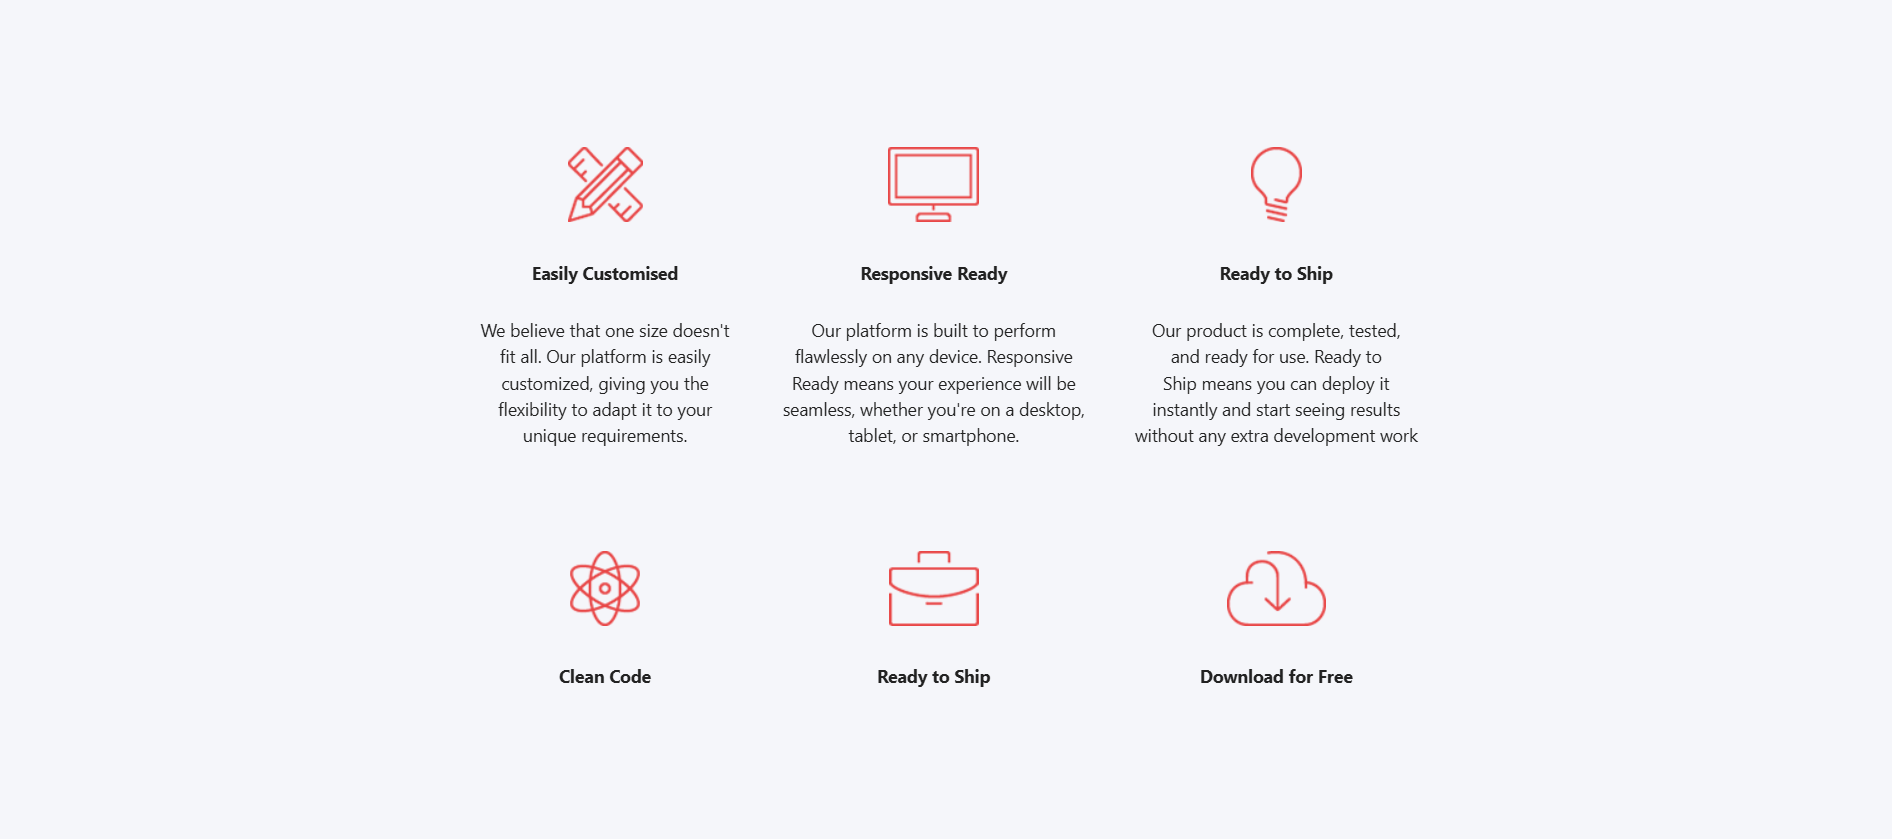 Easily Customised
We believe that one size doesn't
fit all. Our platform is easily
customized, giving you the
flexibility to adapt it to your
unique requirements.
Responsive Ready
Our platform is built to perform
flawlessly on any device. Responsive
Ready means your experience will be
seamless, whether you're on a desktop,
tablet, or smartphone.
Ready to Ship
Our product is complete, tested,
and ready for use. Ready to
Ship means you can deploy it
instantly and start seeing results
without any extra development work
Clean Code
Ready to Ship
Download for Free